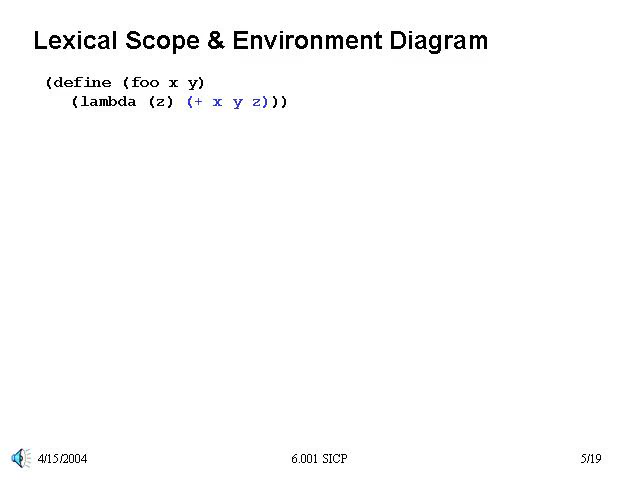 Lexical Scope & Environment Diagram
(define (foo x y)
(lambda (z) (+ x y z)))
4/15/2004 6.001 SICP 5/19